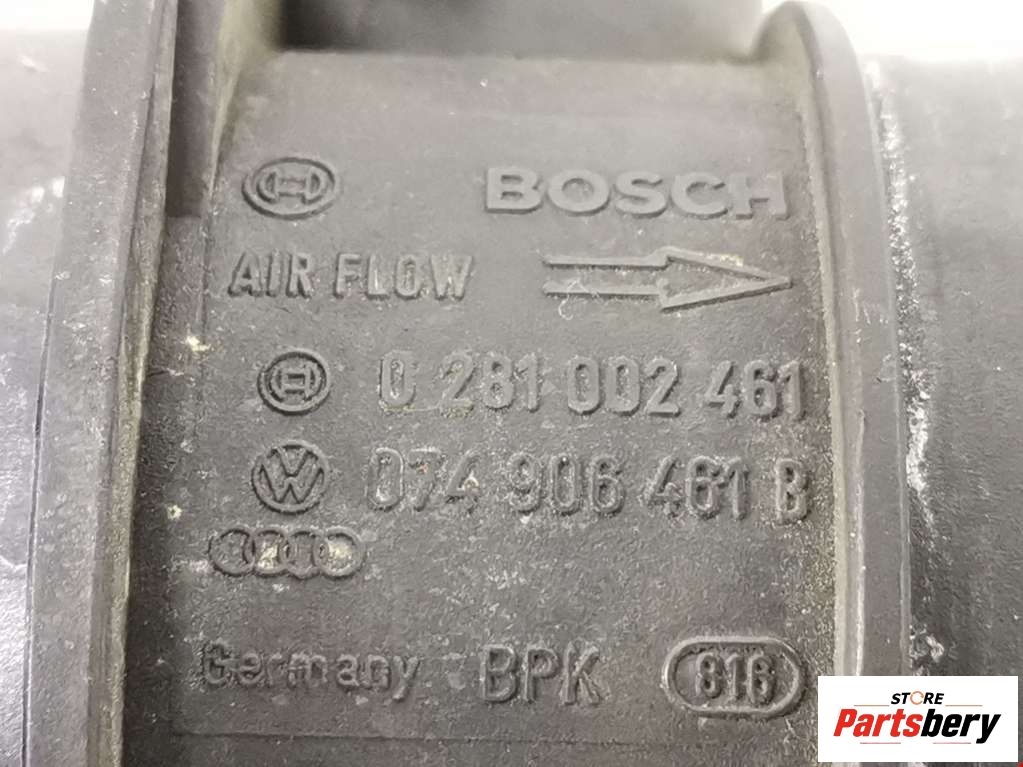 BOSCH
AIR FLOW
0 281 002 461
074 906 461 B
Germany BPK 816
STORE
Partsbery